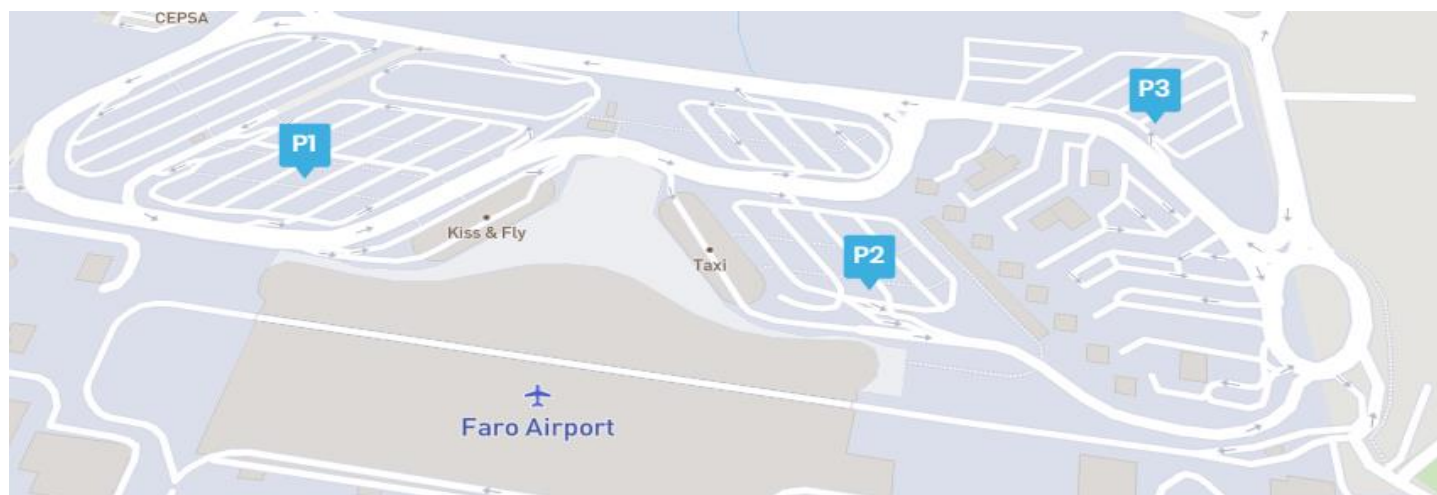 CEPSA
P3
P1
Kiss & Fly
P2
Taxi
Faro Airport